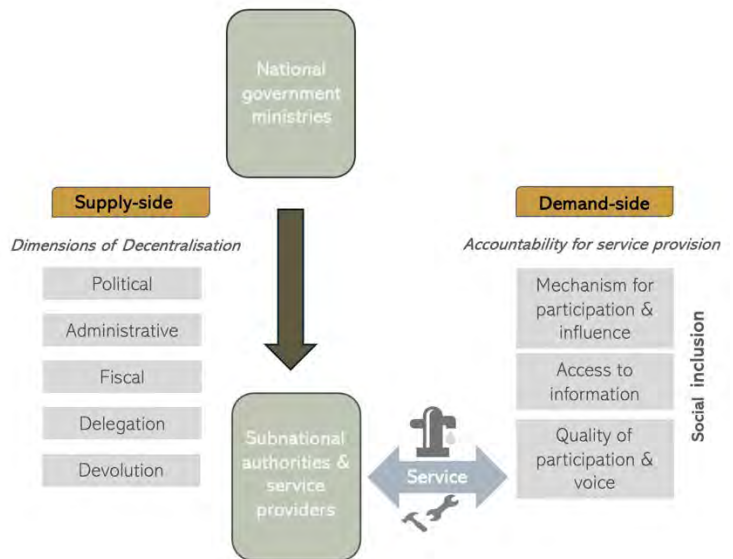 National
government
ministries
Supply-side
Dimensions of Decentralisation
Political
Administrative
Fiscal
Delegation
Devolution
Subnational
authorities &
service
providers
Service
Demand-side
Accountability for service provision
Mechanism for
participation &
influence
Access to
information
Quality of
participation &
voice
Social inclusion